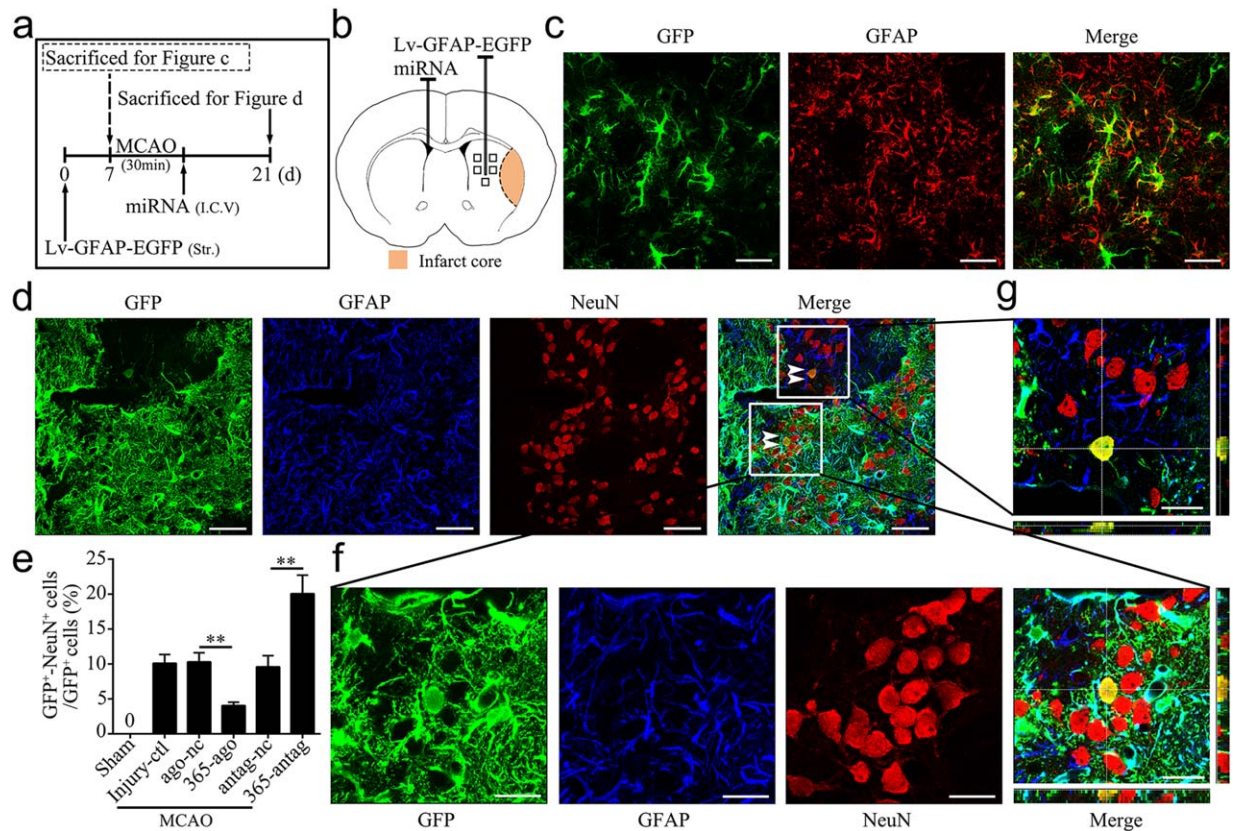 a
Sacrificed for Figure c
Sacrificed for Figure d
MCAO
(30min)
0 7 21 (d)
miRNA (I.C.V)
Lv-GFAP-EGFP (Str.)
b
Lv-GFAP-EGFP
miRNA
Infarct core
c
GFP GFAP Merge
d
GFP GFAP NeuN Merge
g
e
GFP⁺-NeuN⁺ cells
/GFP⁺ cells (%)
25
20
15
10
5
0
0
**
**
Sham
Injury-ctl
ago-nc
365-ago
antag-nc
365-antag
MCAO
f
GFP GFAP NeuN Merge